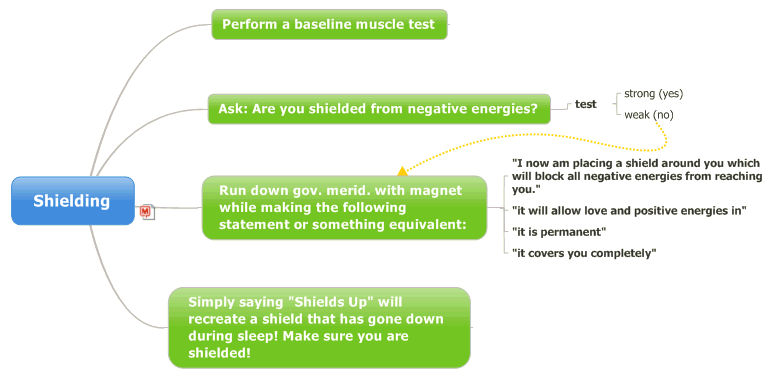 Perform a baseline muscle test
Ask: Are you shielded from negative energies?
test
strong (yes)
weak (no)
Shielding
M
Run down gov. merid. with magnet
while making the following
statement or something equivalent:
"I now am placing a shield around you which
will block all negative energies from reaching
you."
"it will allow love and positive energies in"
"it is permanent"
"it covers you completely"
Simply saying "Shields Up" will
recreate a shield that has gone down
during sleep! Make sure you are
shielded!